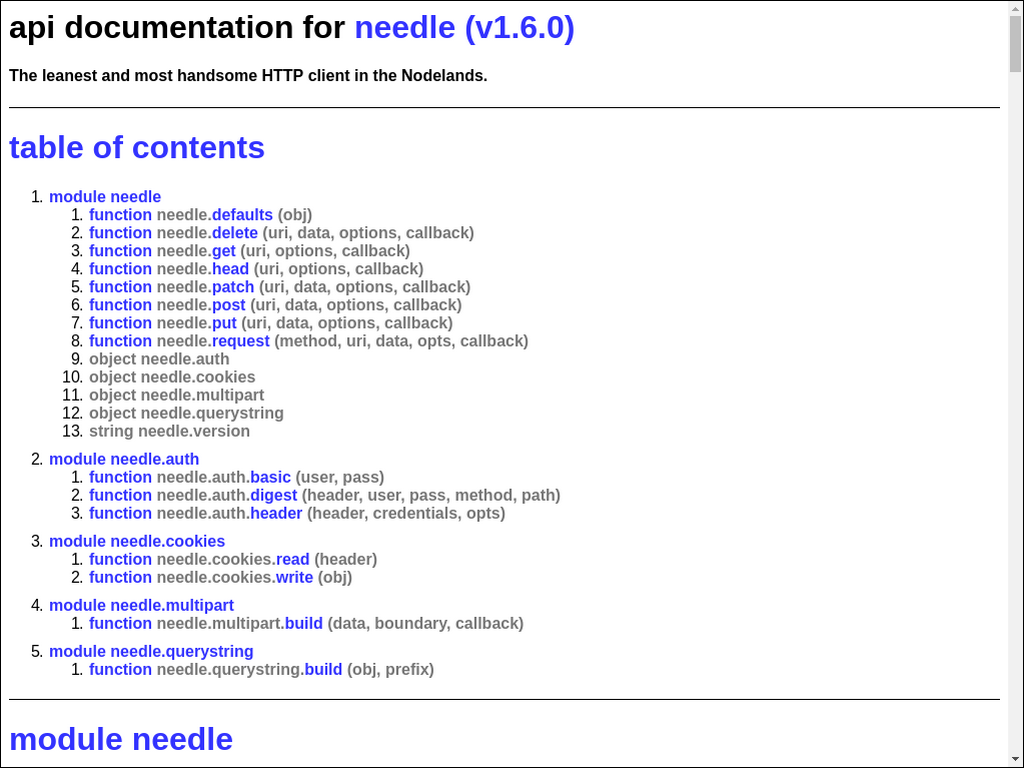 api documentation for needle (v1.6.0)
The leanest and most handsome HTTP client in the Nodelands.
table of contents
1. module needle
1. function needle.defaults (obj)
2. function needle.delete (uri, data, options, callback)
3. function needle.get (uri, options, callback)
4. function needle.head (uri, options, callback)
5. function needle.patch (uri, data, options, callback)
6. function needle.post (uri, data, options, callback)
7. function needle.put (uri, data, options, callback)
8. function needle.request (method, uri, data, opts, callback)
9. object needle.auth
10. object needle.cookies
11. object needle.multipart
12. object needle.querystring
13. string needle.version
2. module needle.auth
1. function needle.auth.basic (user, pass)
2. function needle.auth.digest (header, user, pass, method, path)
3. function needle.auth.header (header, credentials, opts)
3. module needle.cookies
1. function needle.cookies.read (header)
2. function needle.cookies.write (obj)
4. module needle.multipart
1. function needle.multipart.build (data, boundary, callback)
5. module needle.querystring
1. function needle.querystring.build (obj, prefix)
module needle